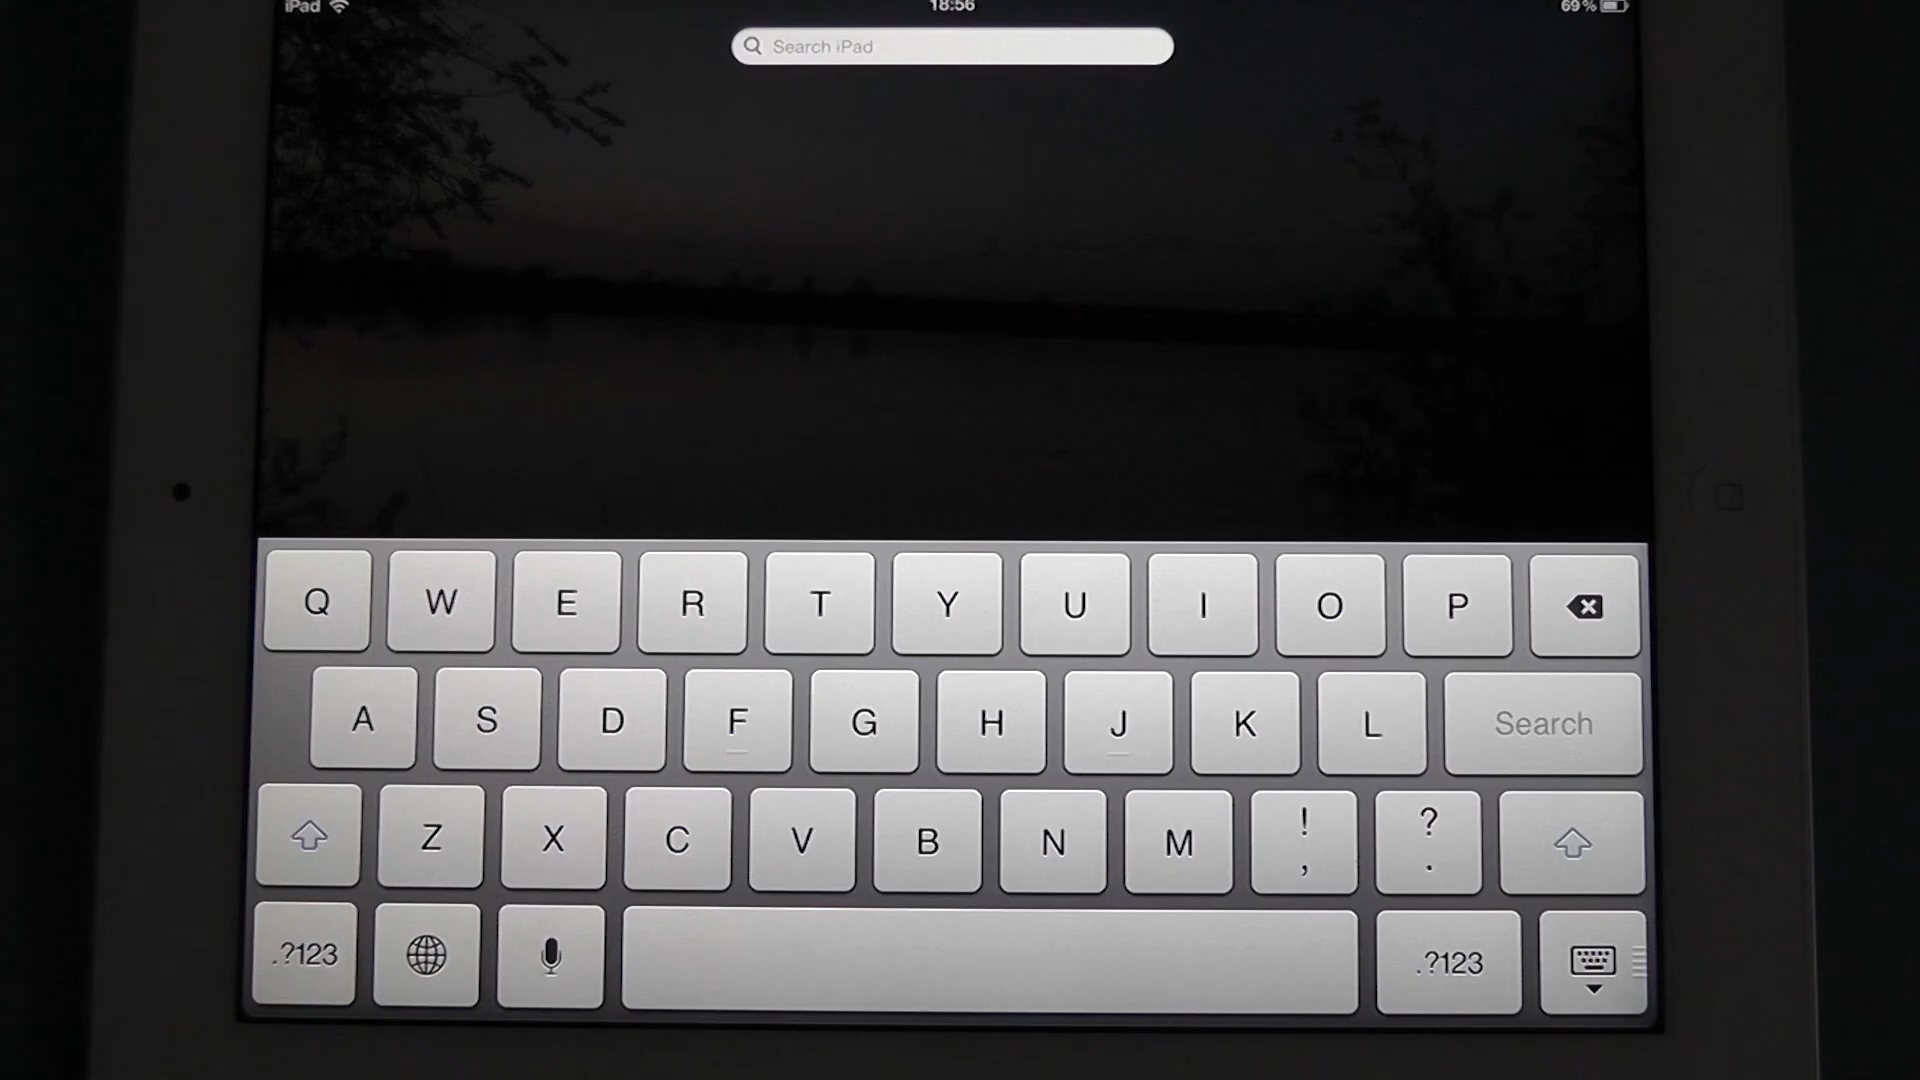 iPad 18:56 69%
Search iPad
Q W E R T Y U I O P
A S D F G H J K L Search
Z X C V B N M ! , ? .
.?123 .?123